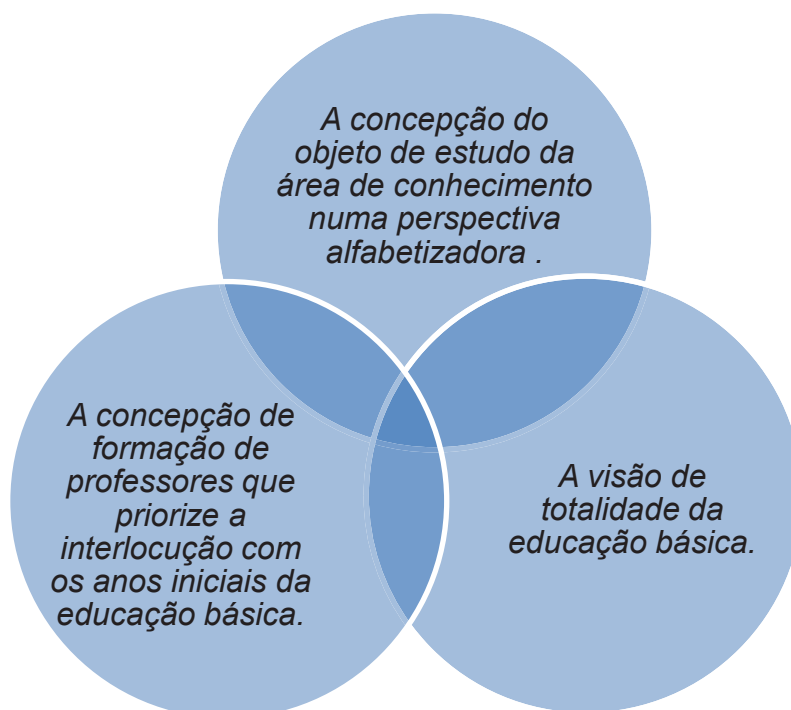 A concepção do
objeto de estudo da
área de conhecimento
numa perspectiva
alfabetizadora .
A concepção de
formação de
professores que
priorize a
interlocução com
os anos iniciais da
educação básica.
A visão de
totalidade da
educação básica.